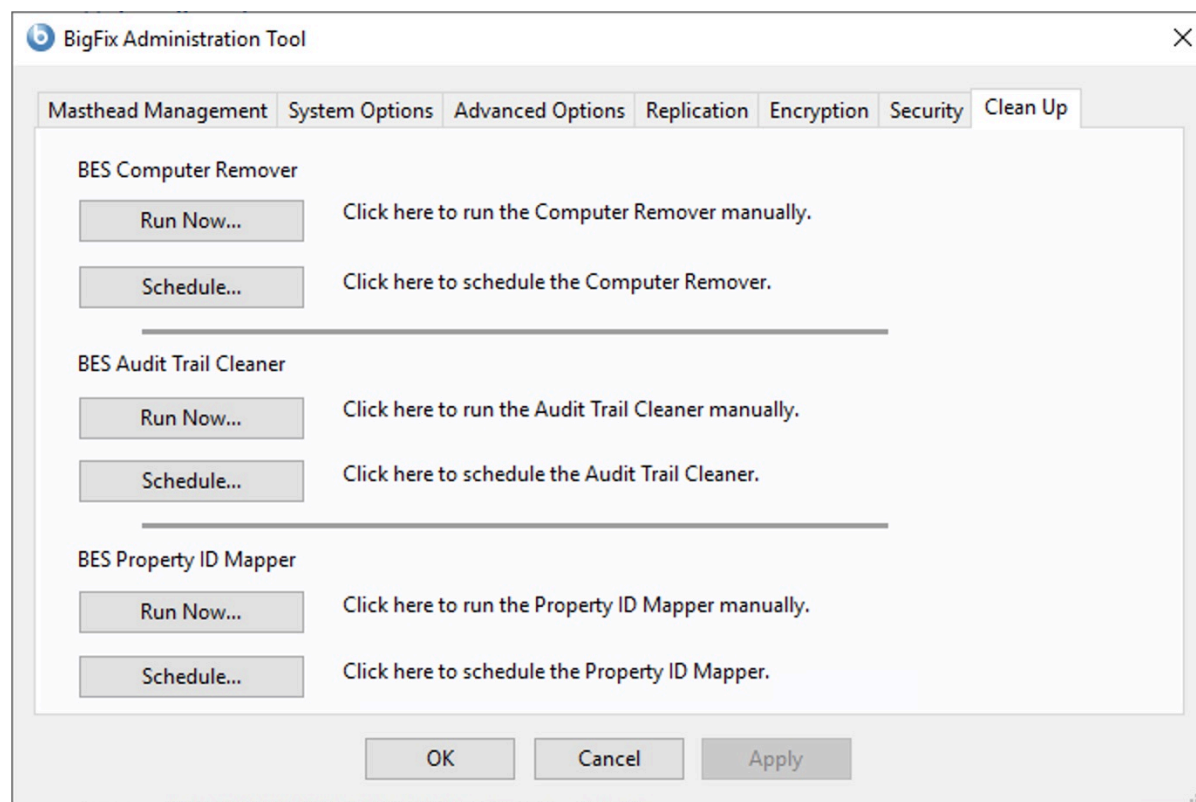 BigFix Administration Tool
Masthead Management System Options Advanced Options Replication Encryption Security Clean Up
BES Computer Remover
Run Now... Click here to run the Computer Remover manually.
Schedule... Click here to schedule the Computer Remover.
BES Audit Trail Cleaner
Run Now... Click here to run the Audit Trail Cleaner manually.
Schedule... Click here to schedule the Audit Trail Cleaner.
BES Property ID Mapper
Run Now... Click here to run the Property ID Mapper manually.
Schedule... Click here to schedule the Property ID Mapper.
OK Cancel Apply